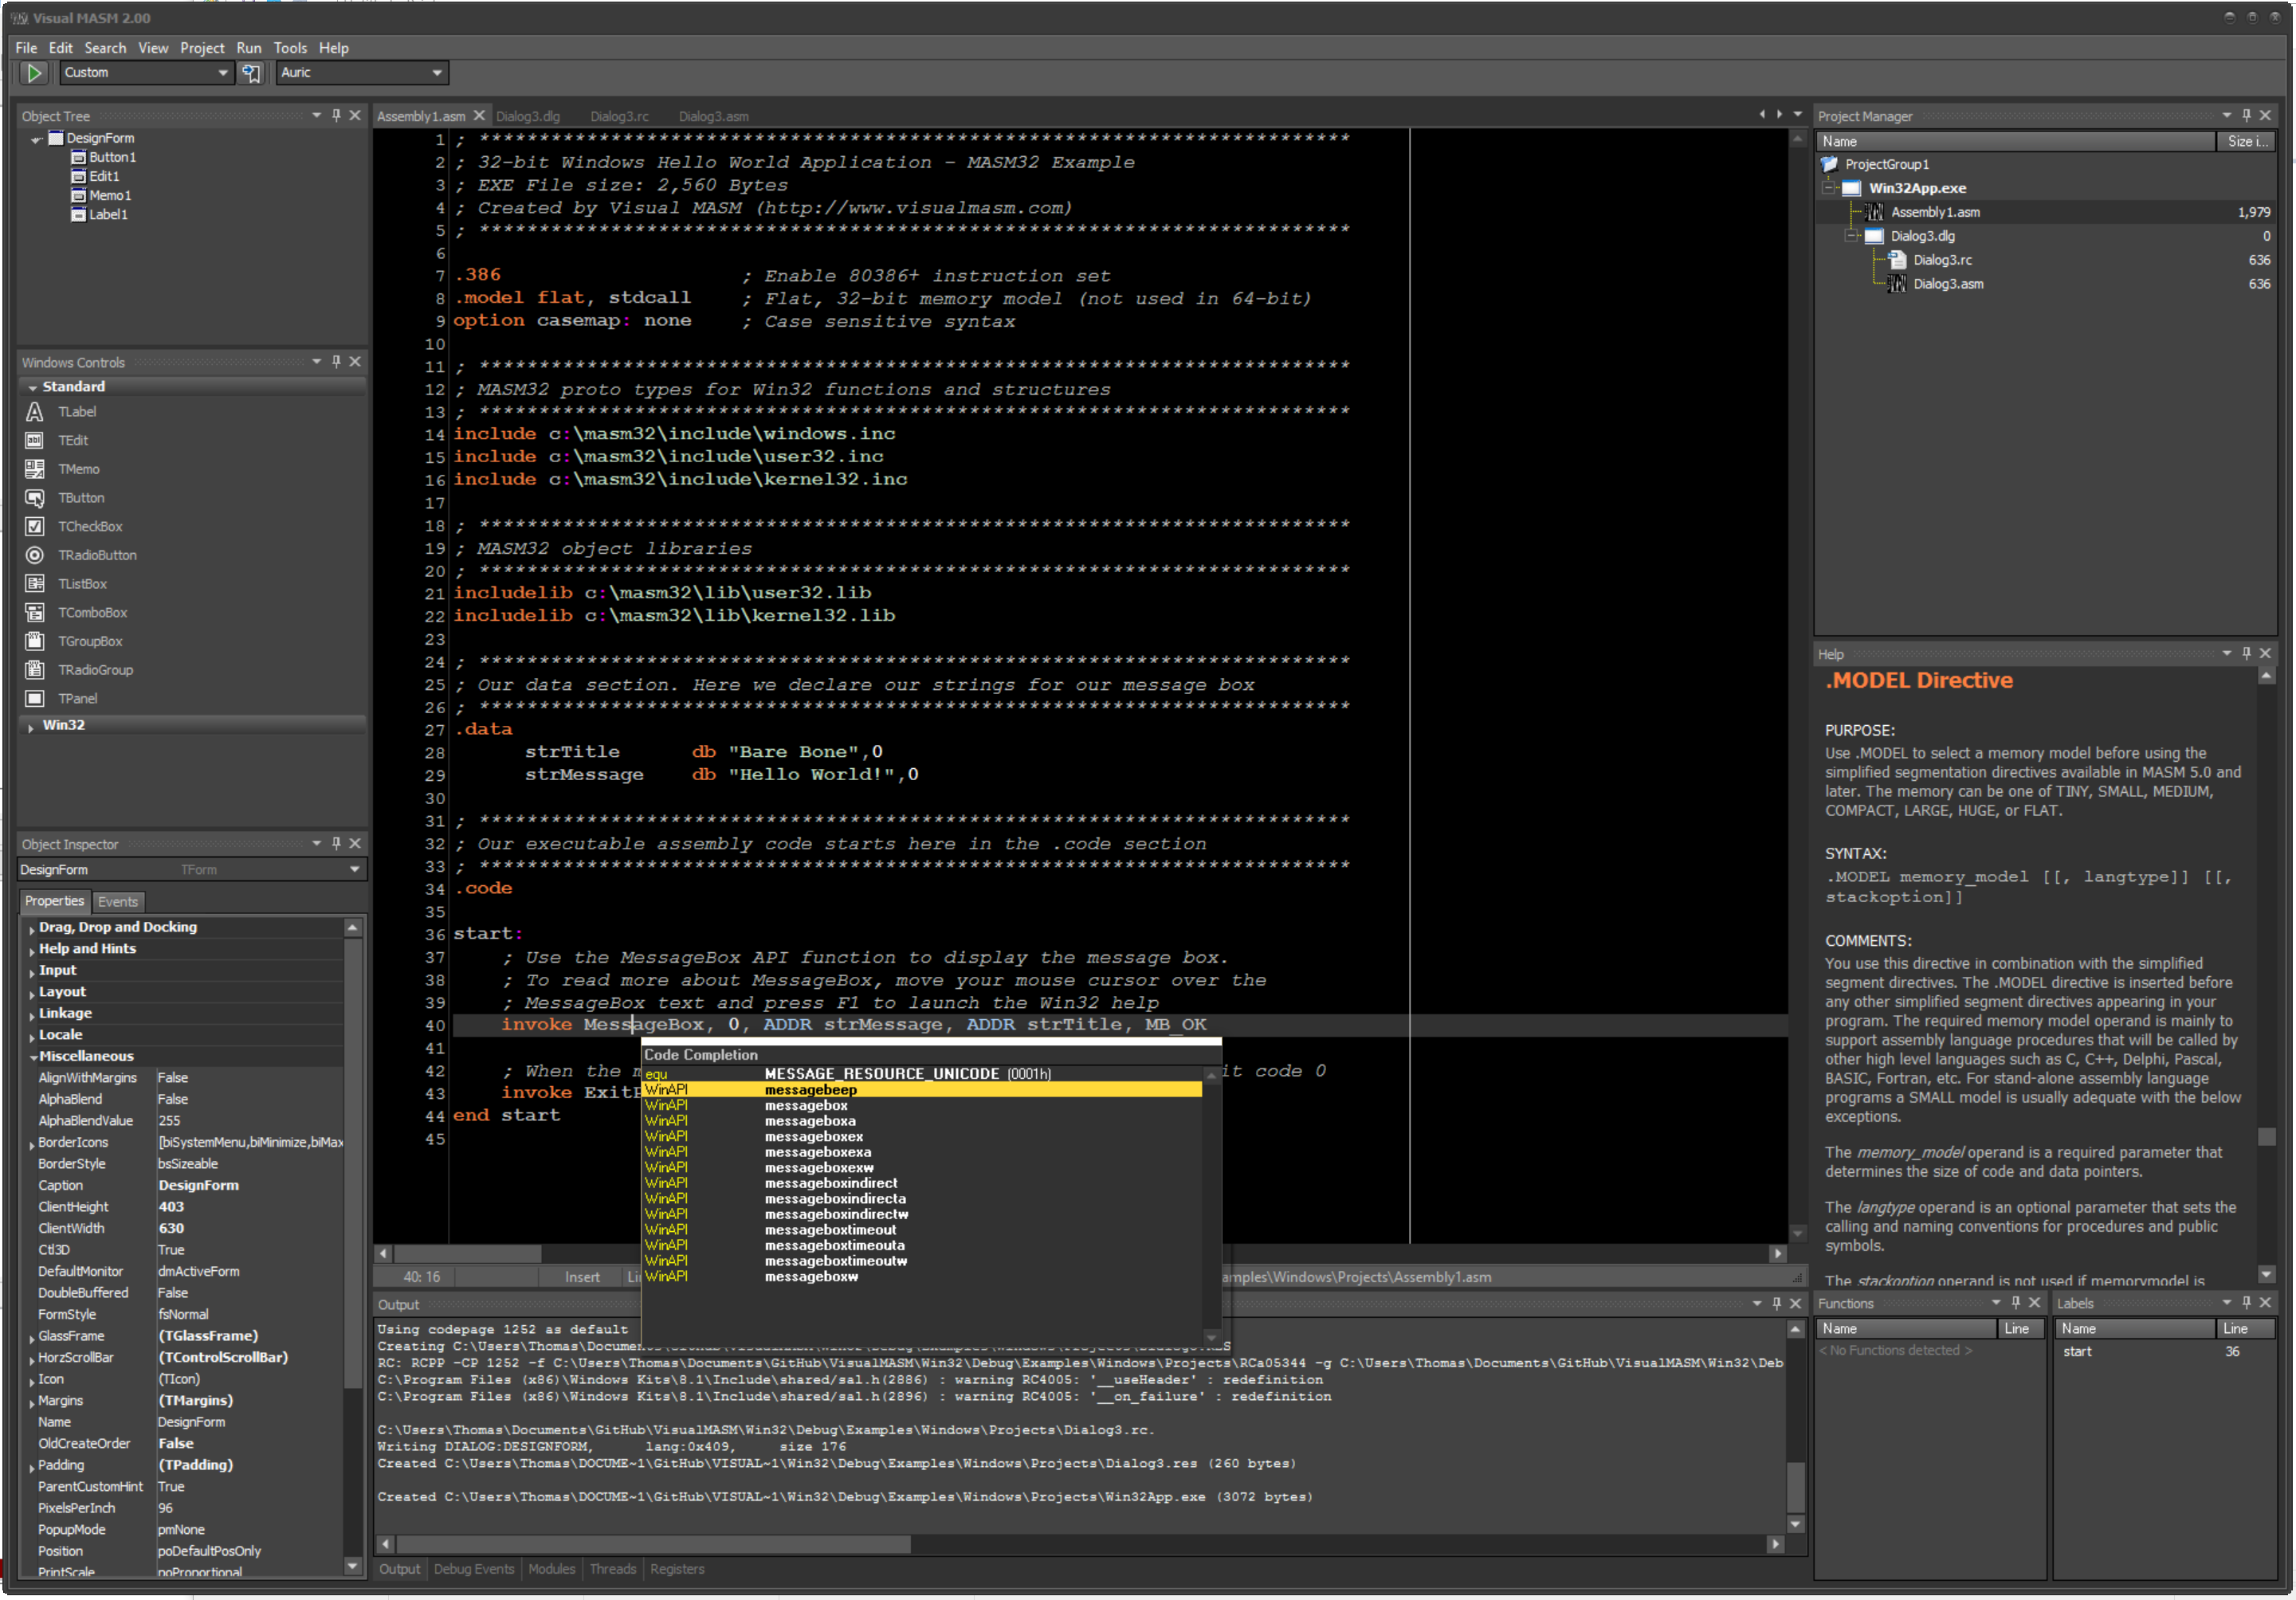 Visual MASM 2.00
File Edit Search View Project Run Tools Help
Custom
Auric
Object Tree
DesignForm
Button1
Edit1
Memo1
Label1
Windows Controls
Standard
TLabel
TEdit
TMemo
TButton
TCheckBox
TRadioButton
TListBox
TComboBox
TGroupBox
TRadioGroup
TPanel
Win32
Object Inspector
DesignForm TForm
Properties Events
Drag, Drop and Docking
Help and Hints
Input
Layout
Linkage
Locale
Miscellaneous
AlignWithMargins False
AlphaBlend False
AlphaBlendValue 255
BorderIcons [biSystemMenu,biMinimize,biMax
BorderStyle bsSizeable
Caption DesignForm
ClientHeight 403
ClientWidth 630
Ctl3D True
DefaultMonitor dmActiveForm
DoubleBuffered False
FormStyle fsNormal
GlassFrame (TGlassFrame)
HorzScrollBar (TControlScrollBar)
Icon (TIcon)
Margins (TMargins)
Name DesignForm
OldCreateOrder False
Padding (TPadding)
ParentCustomHint True
PixelsPerInch 96
PopupMode pmNone
Position poDefaultPosOnly
PrintScale poProportional
Assembly1.asm Dialog3.dlg Dialog3.rc Dialog3.asm
1 ; *************************************************************************
2 ; 32-bit Windows Hello World Application - MASM32 Example
3 ; EXE File size: 2,560 Bytes
4 ; Created by Visual MASM (http://www.visualmasm.com)
5 ; *************************************************************************
6
7 .386 ; Enable 80386+ instruction set
8 .model flat, stdcall ; Flat, 32-bit memory model (not used in 64-bit)
9 option casemap: none ; Case sensitive syntax
10
11 ; *************************************************************************
12 ; MASM32 proto types for Win32 functions and structures
13 ; *************************************************************************
14 include c:\masm32\include\windows.inc
15 include c:\masm32\include\user32.inc
16 include c:\masm32\include\kernel32.inc
17
18 ; *************************************************************************
19 ; MASM32 object libraries
20 ; *************************************************************************
21 includelib c:\masm32\lib\user32.lib
22 includelib c:\masm32\lib\kernel32.lib
23
24 ; *************************************************************************
25 ; Our data section. Here we declare our strings for our message box
26 ; *************************************************************************
27 .data
28 strTitle db "Bare Bone",0
29 strMessage db "Hello World!",0
30
31 ; *************************************************************************
32 ; Our executable assembly code starts here in the .code section
33 ; *************************************************************************
34 .code
35
36 start:
37 ; Use the MessageBox API function to display the message box.
38 ; To read more about MessageBox, move your mouse cursor over the
39 ; MessageBox text and press F1 to launch the Win32 help
40 invoke MessageBox, 0, ADDR strMessage, ADDR strTitle, MB_OK
41
42 ; When the it code 0
43 invoke
44 end start
45
Code Completion
equ MESSAGE_RESOURCE_UNICODE (0001h)
WinAPI messagebeep
WinAPI messagebox
WinAPI messageboxa
WinAPI messageboxex
WinAPI messageboxexa
WinAPI messageboxexw
WinAPI messageboxindirect
WinAPI messageboxindirecta
WinAPI messageboxindirectw
WinAPI messageboxtimeout
WinAPI messageboxtimeouta
WinAPI messageboxtimeoutw
WinAPI messageboxw
40: 16 Insert amples\Windows\Projects\Assembly1.asm
Output
Using codepage 1252 as default
Creating
RC: RCPP -CP 1252 -f C:\Users\Thomas\Documents\GitHub\VisualMASM\Win32\Debug\Examples\Windows\Projects\RCa05344 -g C:\Users\Thomas\Documents\GitHub\VisualMASM\Win32\Deb
C:\Program Files (x86)\Windows Kits\8.1\Include\shared/sal.h(2886) : warning RC4005: '__useHeader' : redefinition
C:\Program Files (x86)\Windows Kits\8.1\Include\shared/sal.h(2896) : warning RC4005: '__on_failure' : redefinition
C:\Users\Thomas\Documents\GitHub\VisualMASM\Win32\Debug\Examples\Windows\Projects\Dialog3.rc.
Writing DIALOG:DESIGNFORM, lang:0x409, size 176
Created C:\Users\Thomas\DOCUME~1\GitHub\VISUAL~1\Win32\Debug\Examples\Windows\Projects\Dialog3.res (260 bytes)
Created C:\Users\Thomas\DOCUME~1\GitHub\VISUAL~1\Win32\Debug\Examples\Windows\Projects\Win32App.exe (3072 bytes)
Output Debug Events Modules Threads Registers
Project Manager
Name Size i...
ProjectGroup1
Win32App.exe
Assembly1.asm 1,979
Dialog3.dlg 0
Dialog3.rc 636
Dialog3.asm 636
Help
.MODEL Directive
PURPOSE:
Use .MODEL to select a memory model before using the
simplified segmentation directives available in MASM 5.0 and
later. The memory can be one of TINY, SMALL, MEDIUM,
COMPACT, LARGE, HUGE, or FLAT.
SYNTAX:
.MODEL memory_model [[, langtype]] [[,
stackoption]]
COMMENTS:
You use this directive in combination with the simplified
segment directives. The .MODEL directive is inserted before
any other simplified segment directives appearing in your
program. The required memory model operand is mainly to
support assembly language procedures that will be called by
other high level languages such as C, C++, Delphi, Pascal,
BASIC, Fortran, etc. For stand-alone assembly language
programs a SMALL model is usually adequate with the below
exceptions.
The memory_model operand is a required parameter that
determines the size of code and data pointers.
The langtype operand is an optional parameter that sets the
calling and naming conventions for procedures and public
symbols.
The stackoption operand is not used if memorymodel is
Functions
Name Line
< No Functions detected >
Labels
Name Line
start 36